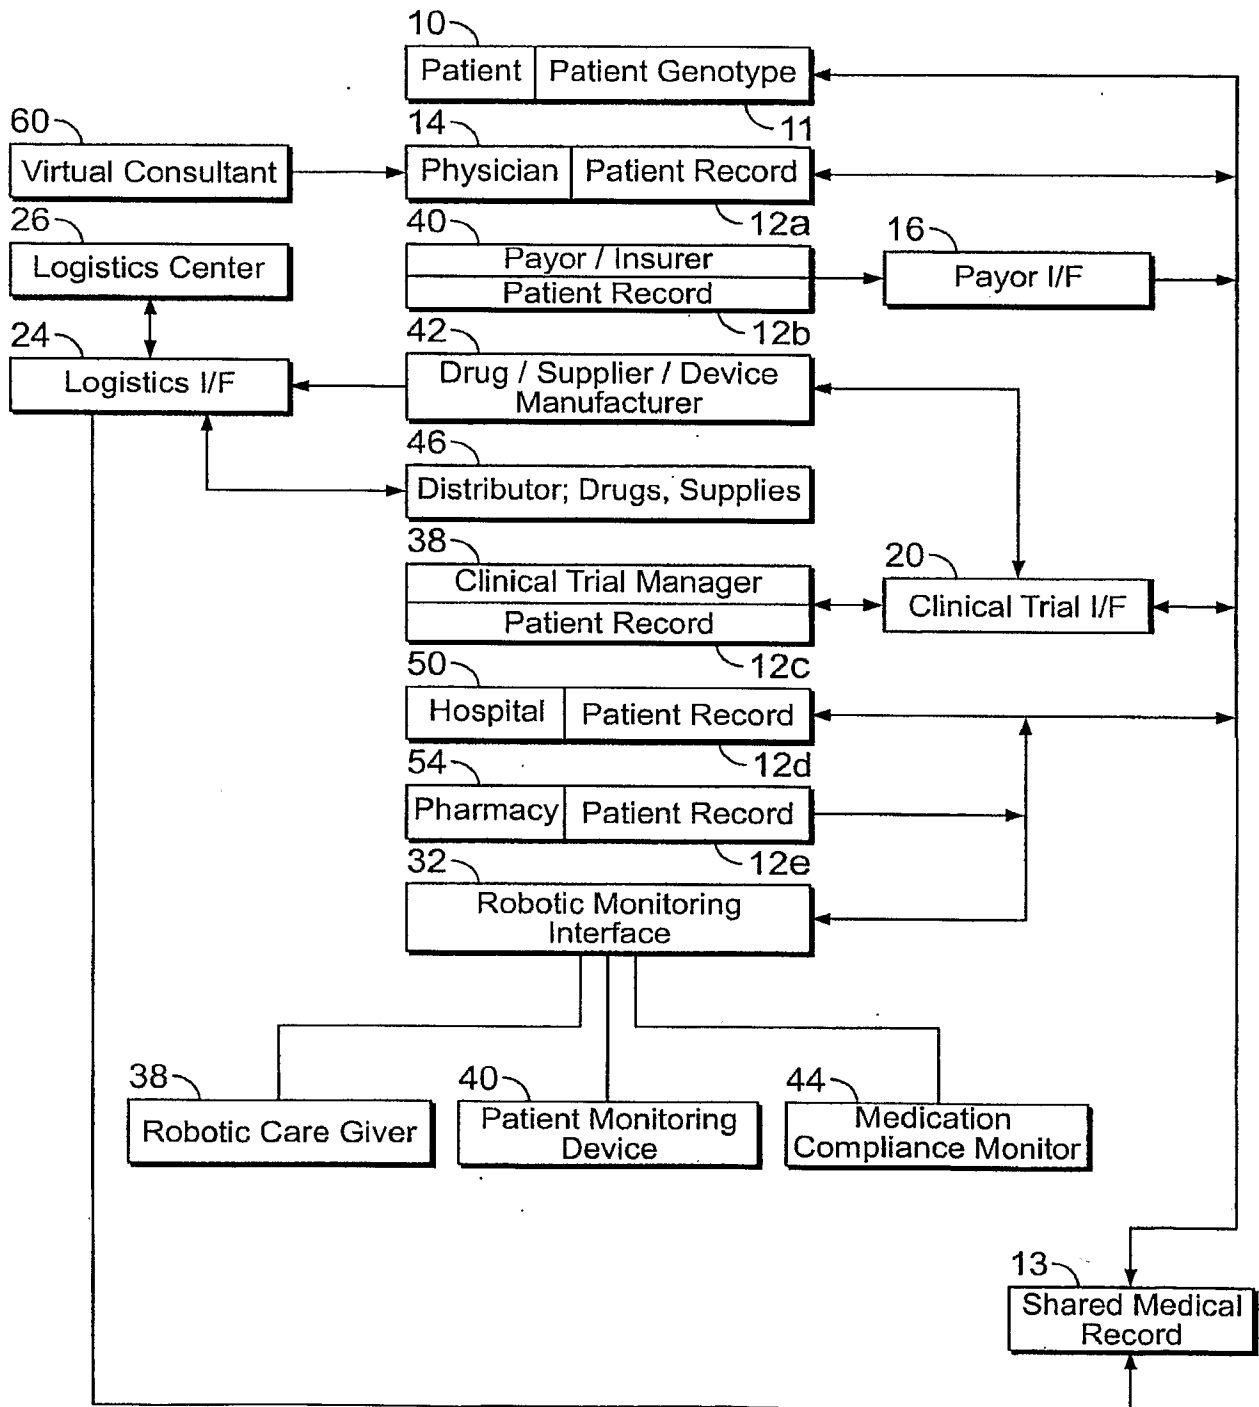 10
Patient Patient Genotype
11
60
Virtual Consultant
14
Physician Patient Record
12a
26
Logistics Center
40
Payor / Insurer
Patient Record
12b
16
Payor I/F
24
Logistics I/F
42
Drug / Supplier / Device
Manufacturer
46
Distributor; Drugs, Supplies
38
Clinical Trial Manager
Patient Record
12c
20
Clinical Trial I/F
50
Hospital Patient Record
12d
54
Pharmacy Patient Record
12e
32
Robotic Monitoring
Interface
38
Robotic Care Giver
40
Patient Monitoring
Device
44
Medication
Compliance Monitor
13
Shared Medical
Record